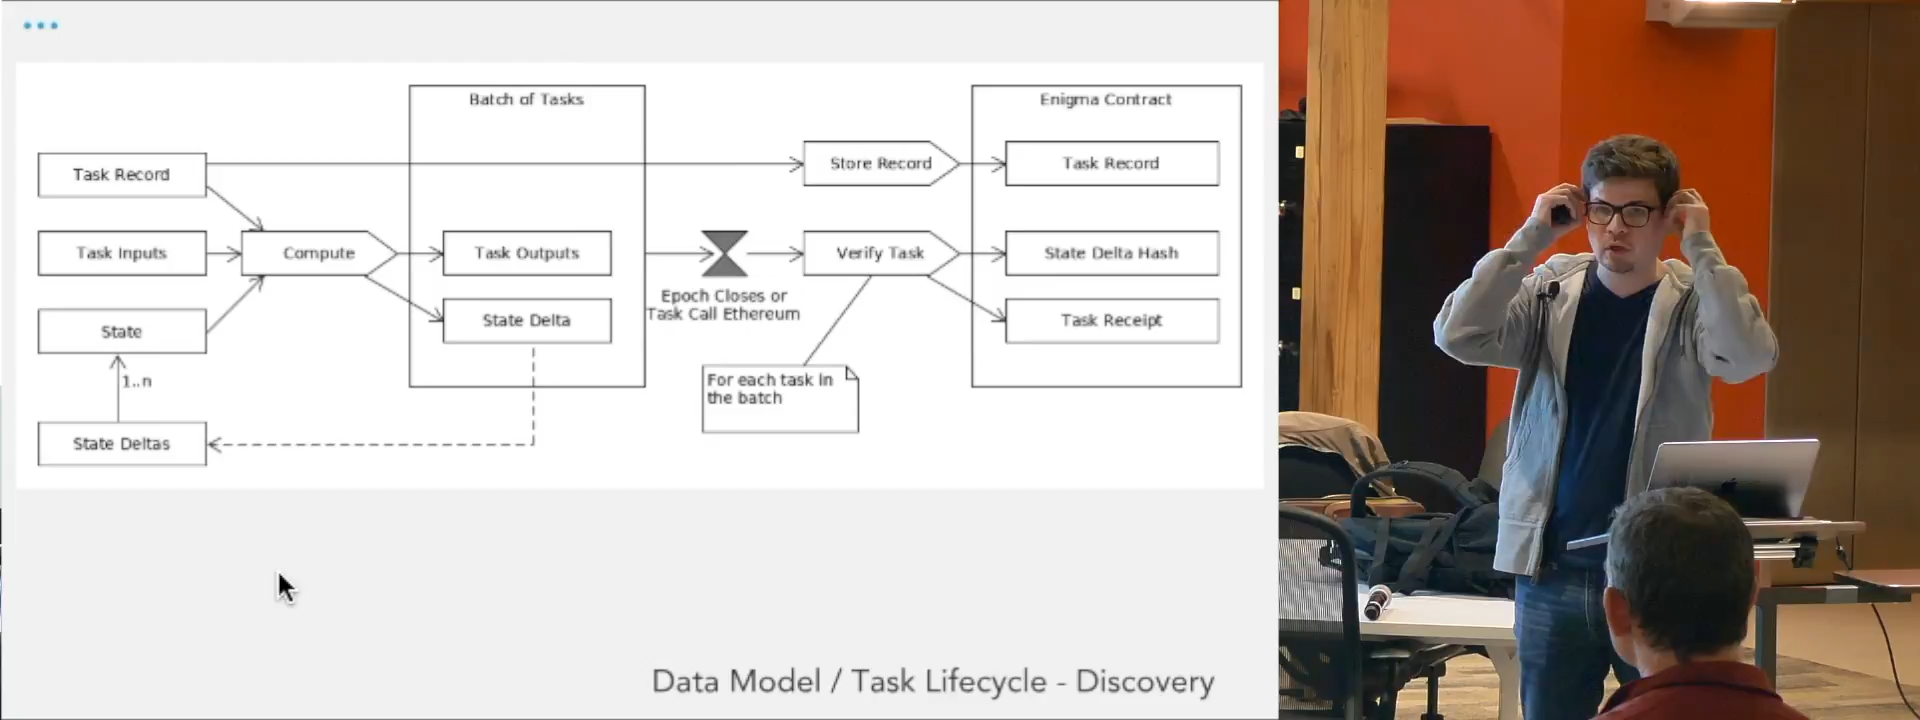 Batch of Tasks
Enigma Contract
Task Record
Store Record
Task Record
Task Inputs
Compute
Task Outputs
Verify Task
State Delta Hash
Epoch Closes or
Task Call Ethereum
State
State Delta
Task Receipt
1..n
For each task in
the batch
State Deltas
Data Model / Task Lifecycle - Discovery